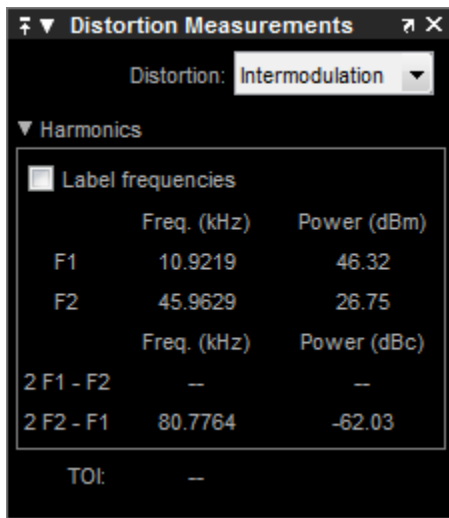 Distortion Measurements
Distortion: Intermodulation
Harmonics
Label frequencies
Freq. (kHz) Power (dBm)
F1 10.9219 46.32
F2 45.9629 26.75
Freq. (kHz) Power (dBc)
2 F1 - F2 -- --
2 F2 - F1 80.7764 -62.03
TOI: --